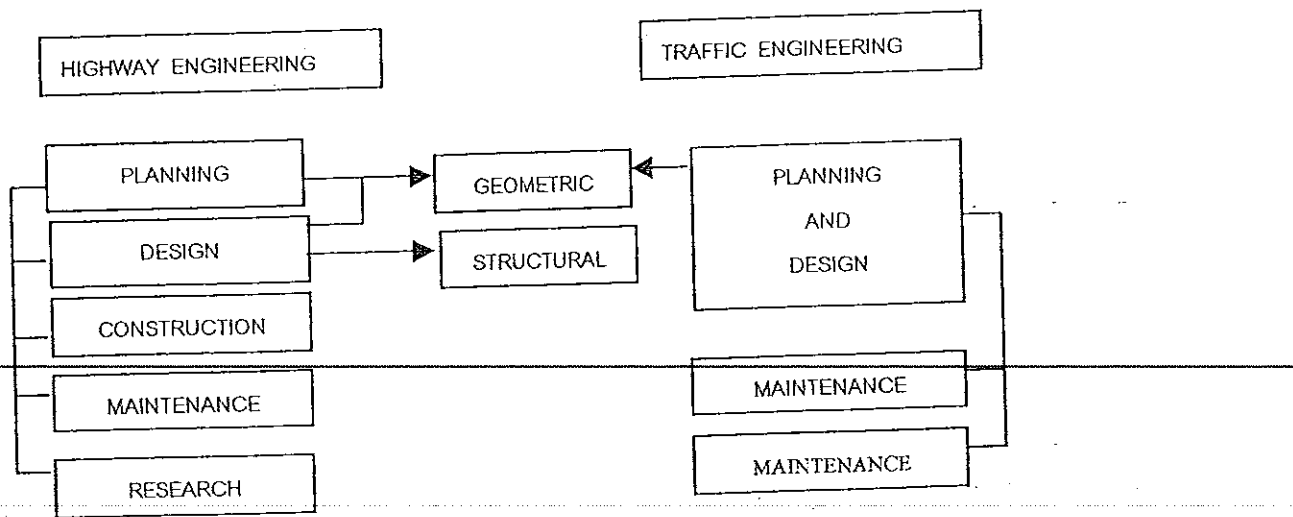 HIGHWAY ENGINEERING
TRAFFIC ENGINEERING
PLANNING
DESIGN
CONSTRUCTION
MAINTENANCE
RESEARCH
GEOMETRIC
STRUCTURAL
PLANNING
AND
DESIGN
MAINTENANCE
MAINTENANCE